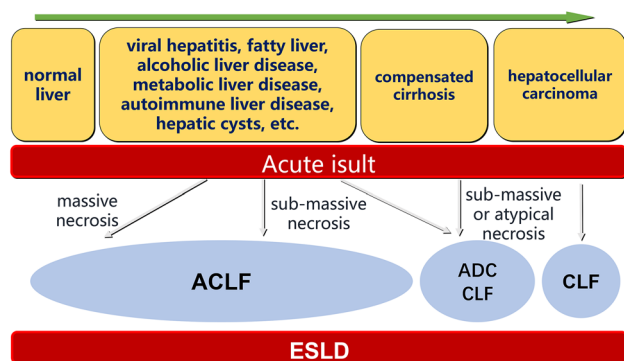 normal
liver
viral hepatitis, fatty liver,
alcoholic liver disease,
metabolic liver disease,
autoimmune liver disease,
hepatic cysts, etc.
compensated
cirrhosis
hepatocellular
carcinoma
Acute isult
massive
necrosis
sub-massive
necrosis
sub-massive
or atypical
necrosis
ACLF
ADC
CLF
CLF
ESLD